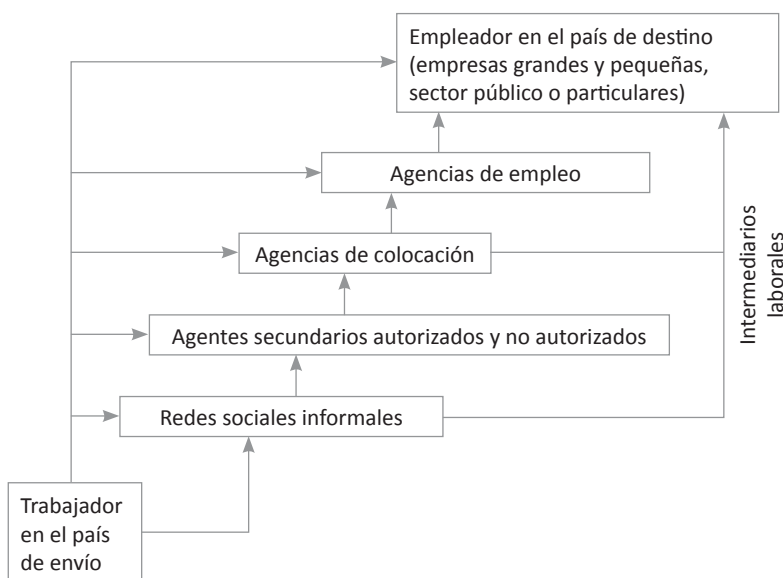 Empleador en el país de destino
(empresas grandes y pequeñas,
sector público o particulares)
Agencias de empleo
Agencias de colocación
Agentes secundarios autorizados y no autorizados
Redes sociales informales
Trabajador
en el país
de envío
Intermediarios
laborales